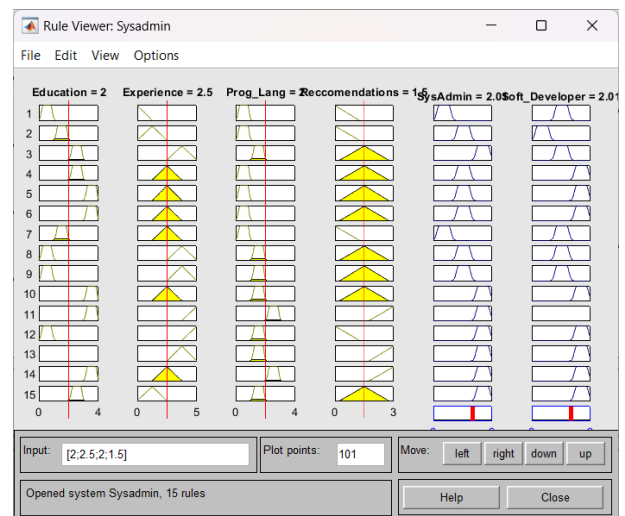 Rule Viewer: Sysadmin
File Edit View Options
Education = 2 Experience = 2.5 Prog_Lang = 2 Reccomendations = 1.5 SysAdmin = 2.05 Soft_Developer = 2.01
1
2
3
4
5
6
7
8
9
10
11
12
13
14
15
0 4 0 5 0 4 0 3
Input: [2;2.5;2;1.5] Plot points: 101 Move: left right down up
Opened system Sysadmin, 15 rules Help Close